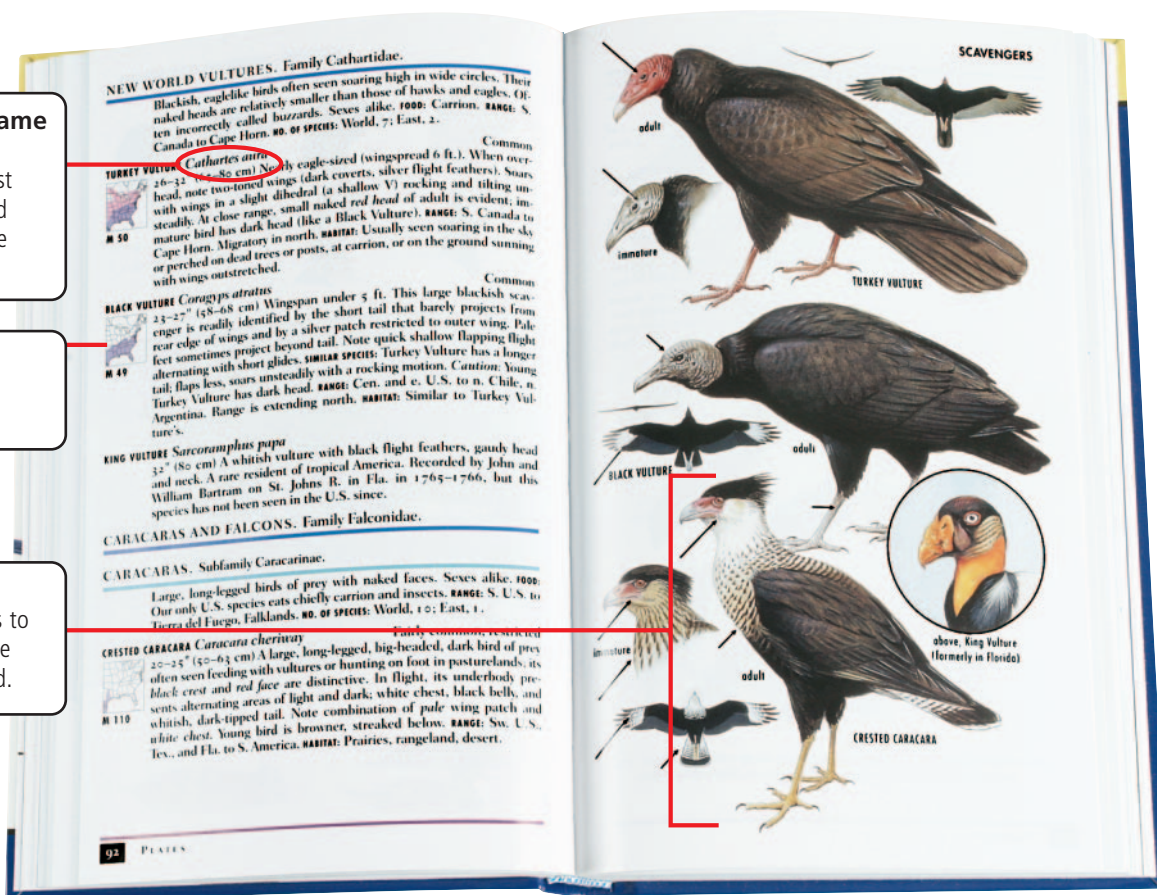 ame
st
d
e
s to
e
d.
NEW WORLD VULTURES. Family Cathartidae.
Blackish, eaglelike birds often seen soaring high in wide circles. Their
naked heads are relatively smaller than those of hawks and eagles. Of-
ten incorrectly called buzzards. Sexes alike. FOOD: Carrion. RANGE: S.
Canada to Cape Horn. NO. OF SPECIES: World, 7; East, 2.
TURKEY VULTURE Cathartes aura Common
26–32" (65–80 cm) Nearly eagle-sized (wingspread 6 ft.). When over-
head, note two-toned wings (dark coverts, silver flight feathers). Soars
with wings in a slight dihedral (a shallow V) rocking and tilting un-
steadily. At close range, small naked red head of adult is evident; im-
mature bird has dark head (like a Black Vulture). RANGE: S. Canada to
Cape Horn. Migratory in north. HABITAT: Usually seen soaring in the sky
or perched on dead trees or posts, at carrion, or on the ground sunning
with wings outstretched.
M 50
BLACK VULTURE Coragyps atratus Common
23–27" (58–68 cm) Wingspan under 5 ft. This large blackish scav-
enger is readily identified by the short tail that barely projects from
rear edge of wings and by a silver patch restricted to outer wing. Pale
feet sometimes project beyond tail. Note quick shallow flapping flight
alternating with short glides. SIMILAR SPECIES: Turkey Vulture has a longer
tail; flaps less, soars unsteadily with a rocking motion. Caution: Young
Turkey Vulture has dark head. RANGE: Cen. and e. U.S. to n. Chile, n.
Argentina. Range is extending north. HABITAT: Similar to Turkey Vul-
ture's.
M 49
KING VULTURE Sarcoramphus papa
32" (80 cm) A whitish vulture with black flight feathers, gaudy head
and neck. A rare resident of tropical America. Recorded by John and
William Bartram on St. Johns R. in Fla. in 1765–1766, but this
species has not been seen in the U.S. since.
CARACARAS AND FALCONS. Family Falconidae.
CARACARAS. Subfamily Caracarinae.
Large, long-legged birds of prey with naked faces. Sexes alike. FOOD:
Our only U.S. species eats chiefly carrion and insects. RANGE: S. U.S. to
Tierra del Fuego, Falklands. NO. OF SPECIES: World, 10; East, 1.
CRESTED CARACARA Caracara cheriway Fairly common, restricted
20–25" (50–63 cm) A large, long-legged, big-headed, dark bird of prey
often seen feeding with vultures or hunting on foot in pasturelands; its
black crest and red face are distinctive. In flight, its underbody pre-
sents alternating areas of light and dark; white chest, black belly, and
whitish, dark-tipped tail. Note combination of pale wing patch and
white chest. Young bird is browner, streaked below. RANGE: Sw. U.S.,
Tex., and Fla. to S. America. HABITAT: Prairies, rangeland, desert.
M 110
92 PLATES
SCAVENGERS
adult
immature
TURKEY VULTURE
adult
BLACK VULTURE
immature
adult
above, King Vulture
(formerly in Florida)
CRESTED CARACARA